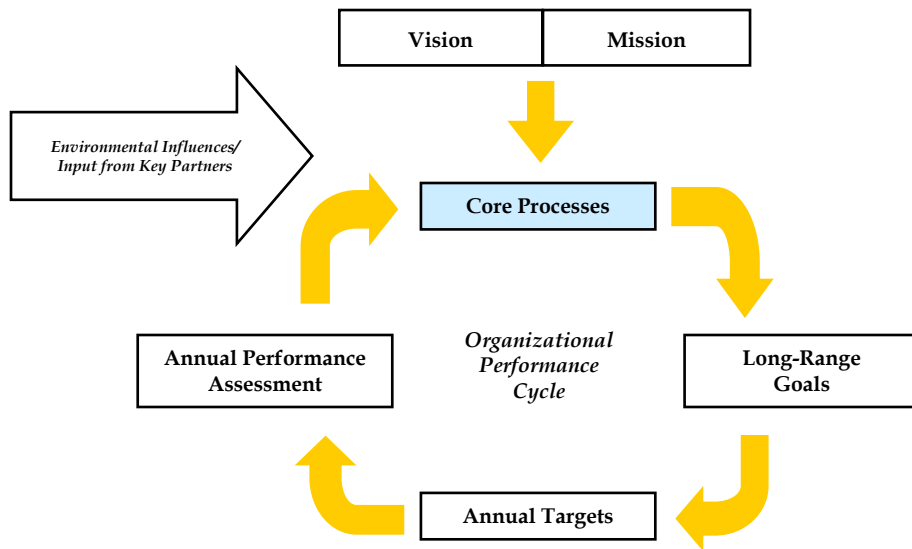 Vision
Mission
Environmental Influences/
Input from Key Partners
Core Processes
Annual Performance
Assessment
Organizational
Performance
Cycle
Long-Range
Goals
Annual Targets